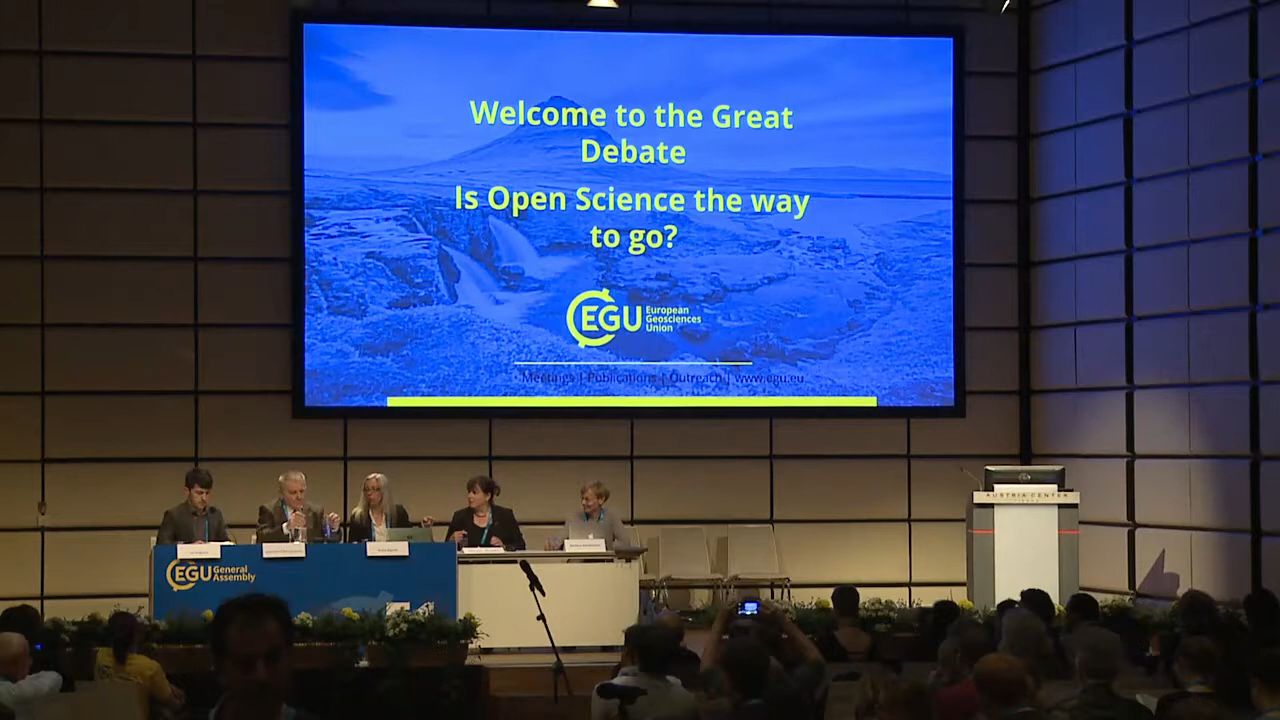 Welcome to the Great
Debate
Is Open Science the way
to go?
EGU European
Geosciences
Union
Meetings | Publications | Outreach | www.egu.eu
AUSTRIA CENTER
EGU General
Assembly